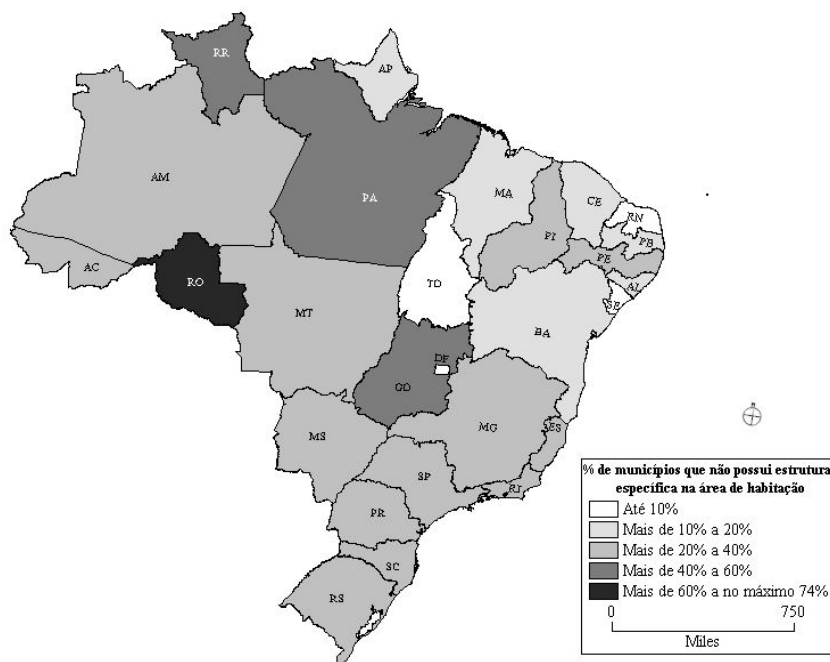 RR
AP
AM
PA
MA
CE
RN
PI
PB
PE
AC
AL
RO
TO
SE
MT
BA
DF
GO
MG
ES
MS
SP
RJ
PR
SC
RS
% de municípios que não possui estrutura
específica na área de habitação
Até 10%
Mais de 10% a 20%
Mais de 20% a 40%
Mais de 40% a 60%
Mais de 60% a no máximo 74%
0 750
Miles